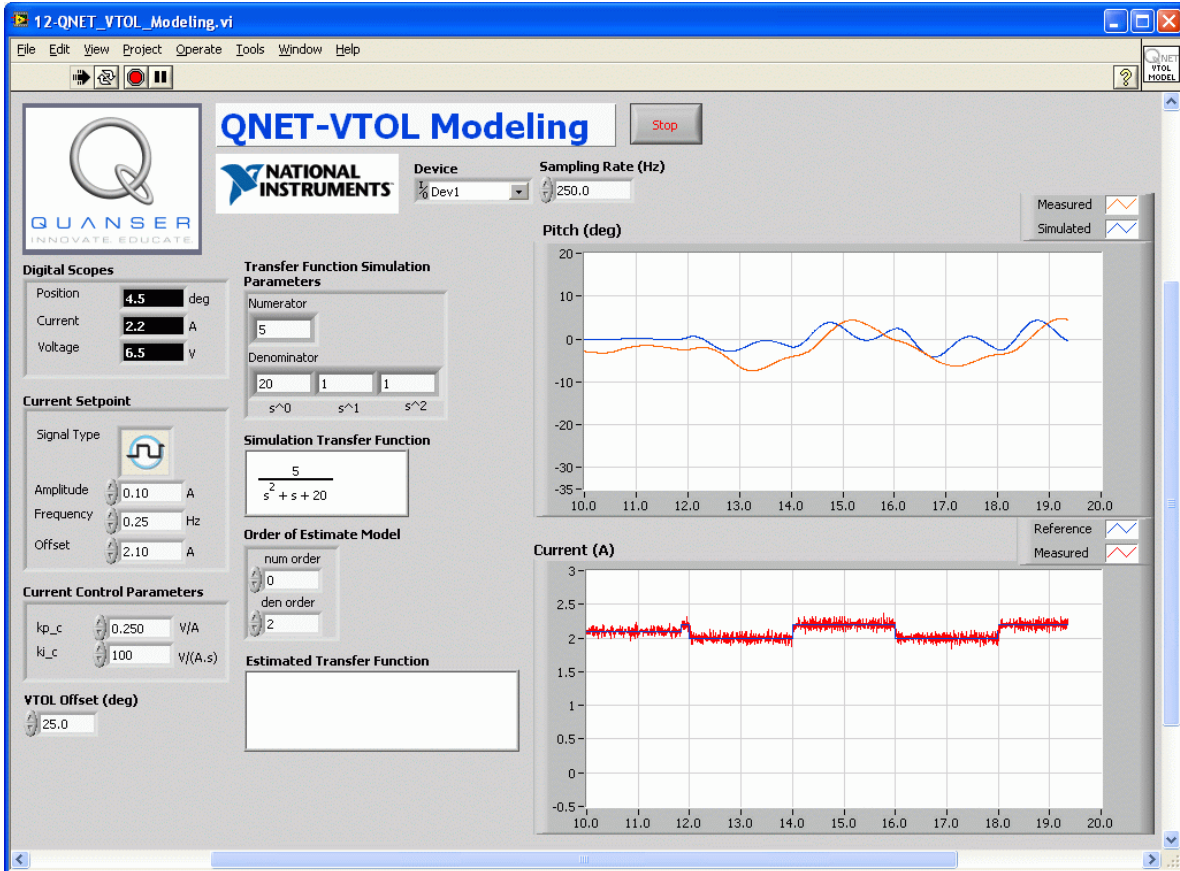 12-QNET_VTOL_Modeling.vi
File Edit View Project Operate Tools Window Help
QNET
VTOL
MODEL
QUANSER
INNOVATE. EDUCATE.
QNET-VTOL Modeling
Stop
NATIONAL
INSTRUMENTS
Device
Dev1
Sampling Rate (Hz)
250.0
Digital Scopes
Position 4.5 deg
Current 2.2 A
Voltage 6.5 V
Current Setpoint
Signal Type
Amplitude 0.10 A
Frequency 0.25 Hz
Offset 2.10 A
Current Control Parameters
kp_c 0.250 V/A
ki_c 100 V/(A.s)
VTOL Offset (deg)
25.0
Transfer Function Simulation
Parameters
Numerator
5
Denominator
20 1 1
s^0 s^1 s^2
Simulation Transfer Function
5
s^2 + s + 20
Order of Estimate Model
num order
0
den order
2
Estimated Transfer Function
Measured
Simulated
Pitch (deg)
20
10
0
-10
-20
-30
-35
10.0 11.0 12.0 13.0 14.0 15.0 16.0 17.0 18.0 19.0 20.0
Reference
Measured
Current (A)
3
2.5
2
1.5
1
0.5
0
-0.5
10.0 11.0 12.0 13.0 14.0 15.0 16.0 17.0 18.0 19.0 20.0